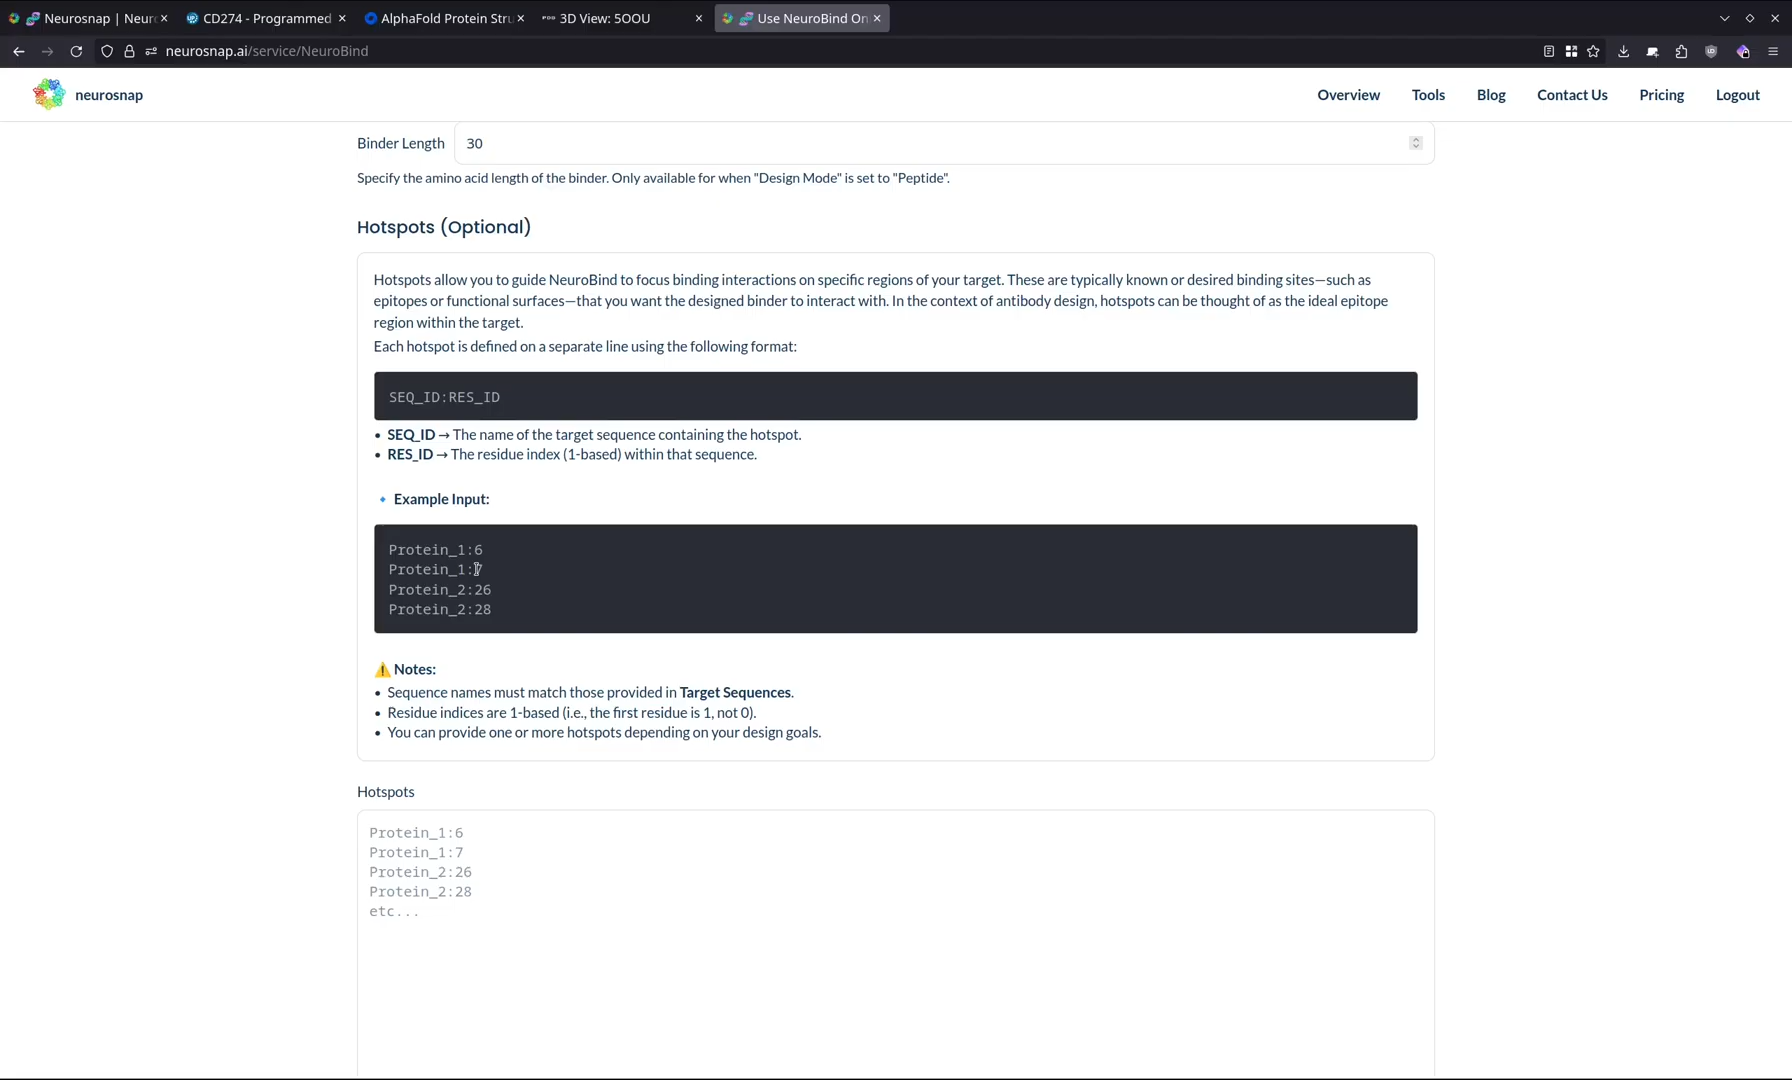 Neurosnap | Neur
CD274 - Programmed
AlphaFold Protein Stru
3D View: 5OOU
Use NeuroBind On
neurosnap.ai/service/NeuroBind
neurosnap
Overview
Tools
Blog
Contact Us
Pricing
Logout
Binder Length
30
Specify the amino acid length of the binder. Only available for when "Design Mode" is set to "Peptide".
Hotspots (Optional)
Hotspots allow you to guide NeuroBind to focus binding interactions on specific regions of your target. These are typically known or desired binding sites—such as
epitopes or functional surfaces—that you want the designed binder to interact with. In the context of antibody design, hotspots can be thought of as the ideal epitope
region within the target.
Each hotspot is defined on a separate line using the following format:
SEQ_ID:RES_ID
• SEQ_ID → The name of the target sequence containing the hotspot.
• RES_ID → The residue index (1-based) within that sequence.
🔹 Example Input:
Protein_1:6
Protein_1:7
Protein_2:26
Protein_2:28
⚠️ Notes:
• Sequence names must match those provided in Target Sequences.
• Residue indices are 1-based (i.e., the first residue is 1, not 0).
• You can provide one or more hotspots depending on your design goals.
Hotspots
Protein_1:6
Protein_1:7
Protein_2:26
Protein_2:28
etc...